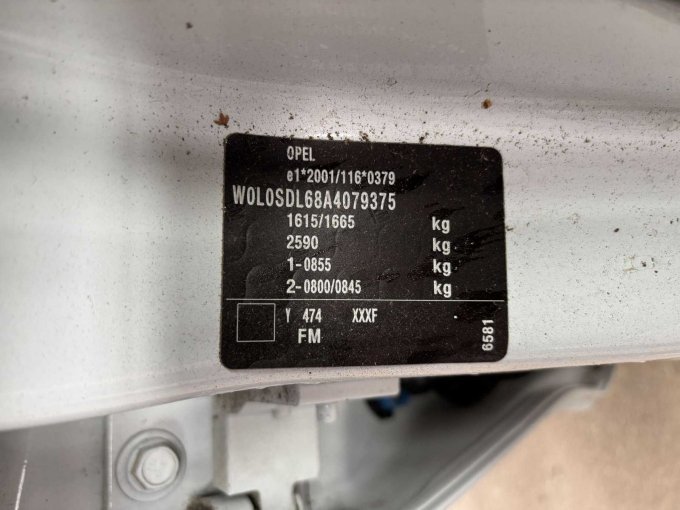 OPEL
e1*2001/116*0379
W0L0SDL68A4079375
1615/1665 kg
2590 kg
1-0855 kg
2-0800/0845 kg
Y 474 XXXF
FM
6581